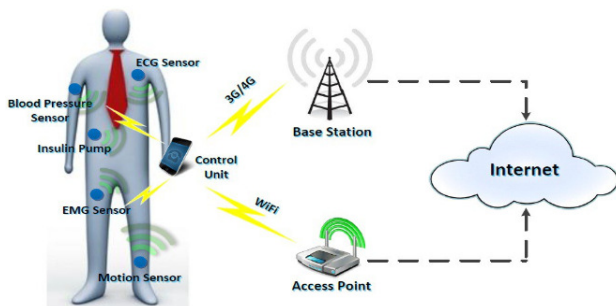 ECG Sensor
Blood Pressure
Sensor
Insulin Pump
EMG Sensor
Motion Sensor
Control
Unit
3G/4G
Base Station
WiFi
Access Point
Internet